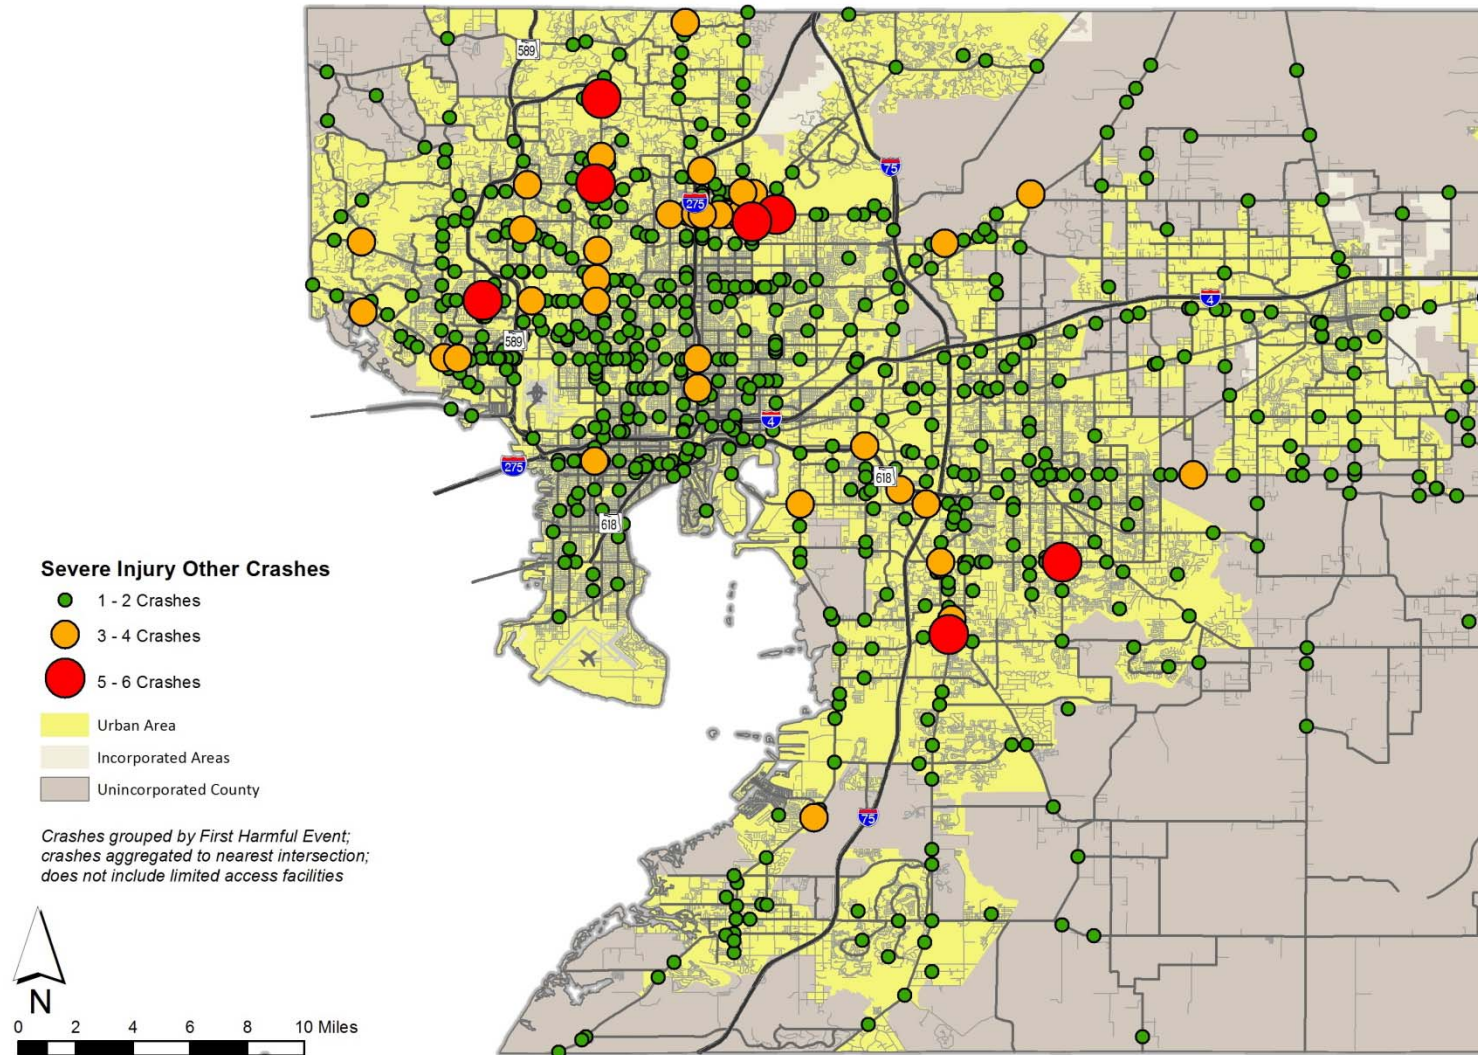 589
75
275
4
589
4
275
618
618
Severe Injury Other Crashes
1 - 2 Crashes
3 - 4 Crashes
5 - 6 Crashes
Urban Area
Incorporated Areas
Unincorporated County
75
Crashes grouped by First Harmful Event;
crashes aggregated to nearest intersection;
does not include limited access facilities
N
0 2 4 6 8 10 Miles